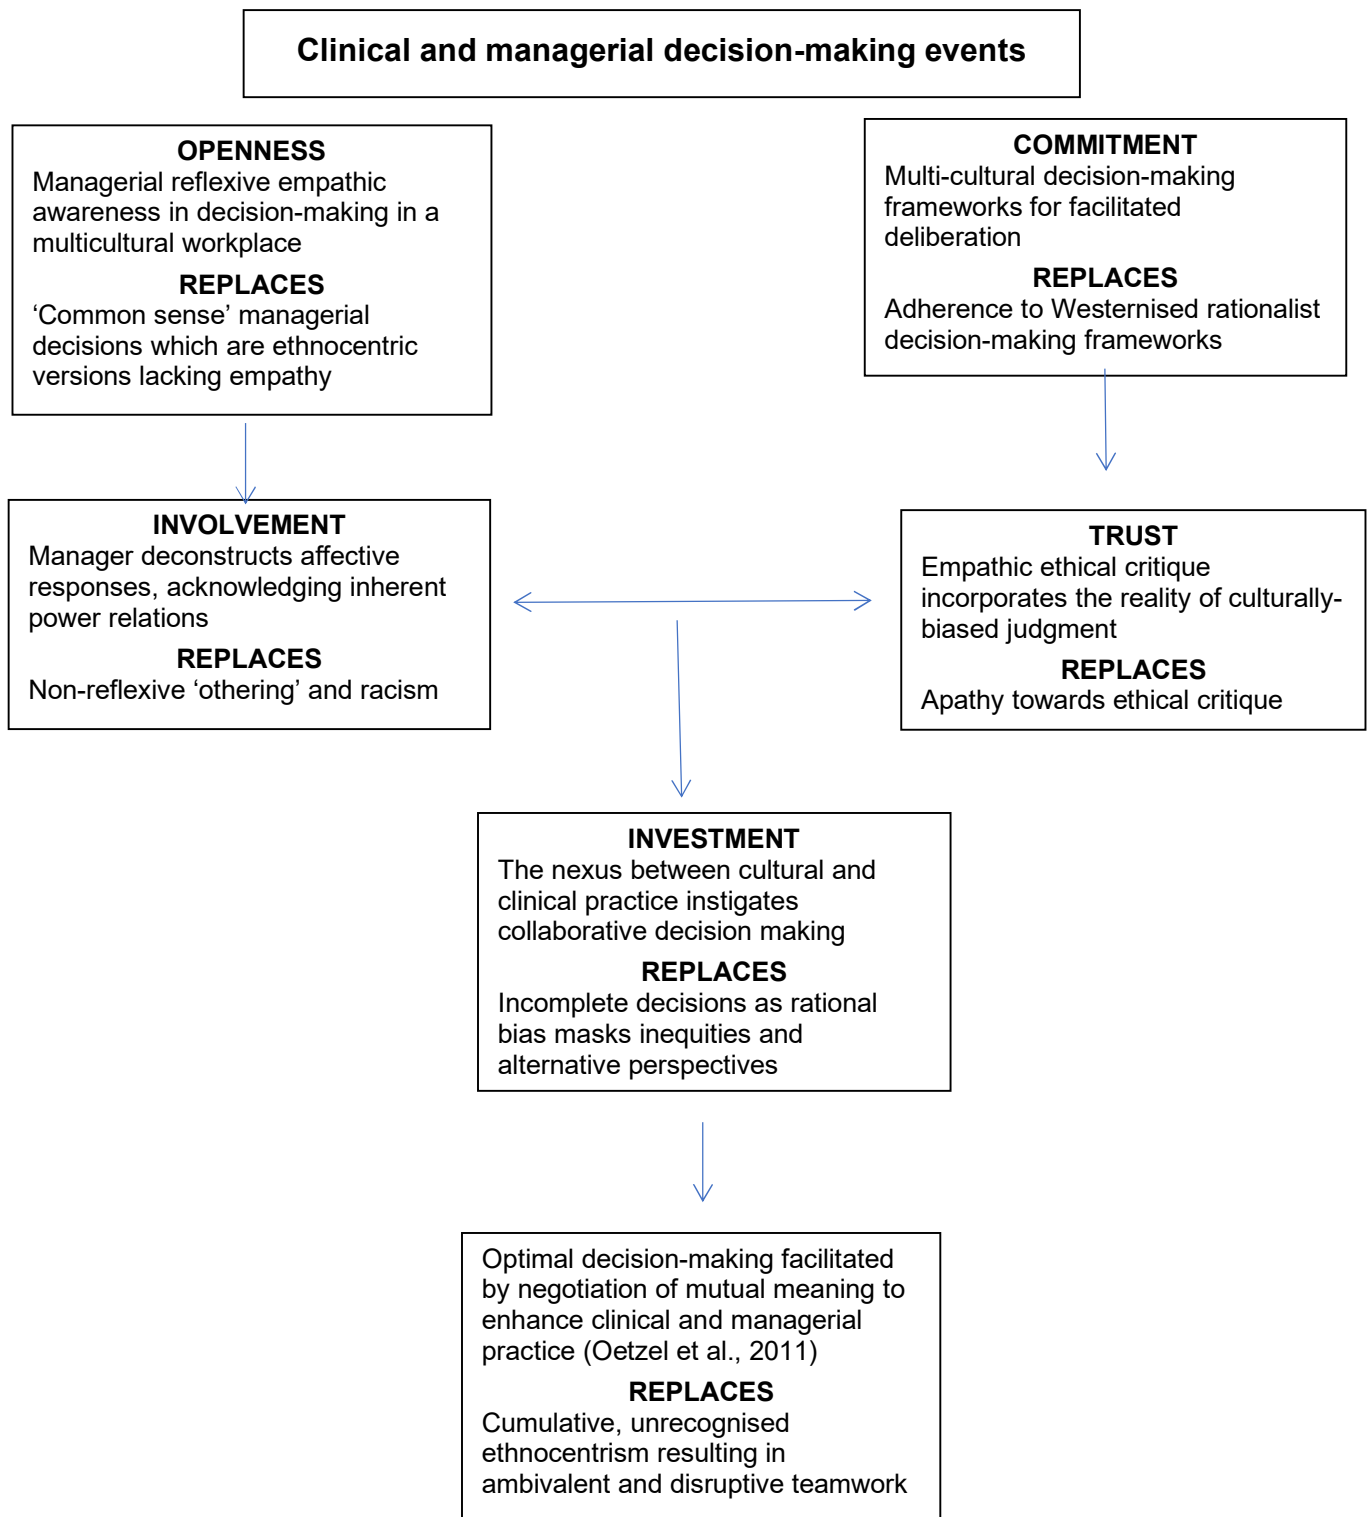 Clinical and managerial decision-making events
OPENNESS
Managerial reflexive empathic
awareness in decision-making in a
multicultural workplace
REPLACES
‘Common sense’ managerial
decisions which are ethnocentric
versions lacking empathy
COMMITMENT
Multi-cultural decision-making
frameworks for facilitated
deliberation
REPLACES
Adherence to Westernised rationalist
decision-making frameworks
INVOLVEMENT
Manager deconstructs affective
responses, acknowledging inherent
power relations
REPLACES
Non-reflexive ‘othering’ and racism
TRUST
Empathic ethical critique
incorporates the reality of culturally-
biased judgment
REPLACES
Apathy towards ethical critique
INVESTMENT
The nexus between cultural and
clinical practice instigates
collaborative decision making
REPLACES
Incomplete decisions as rational
bias masks inequities and
alternative perspectives
Optimal decision-making facilitated
by negotiation of mutual meaning to
enhance clinical and managerial
practice (Oetzel et al., 2011)
REPLACES
Cumulative, unrecognised
ethnocentrism resulting in
ambivalent and disruptive teamwork